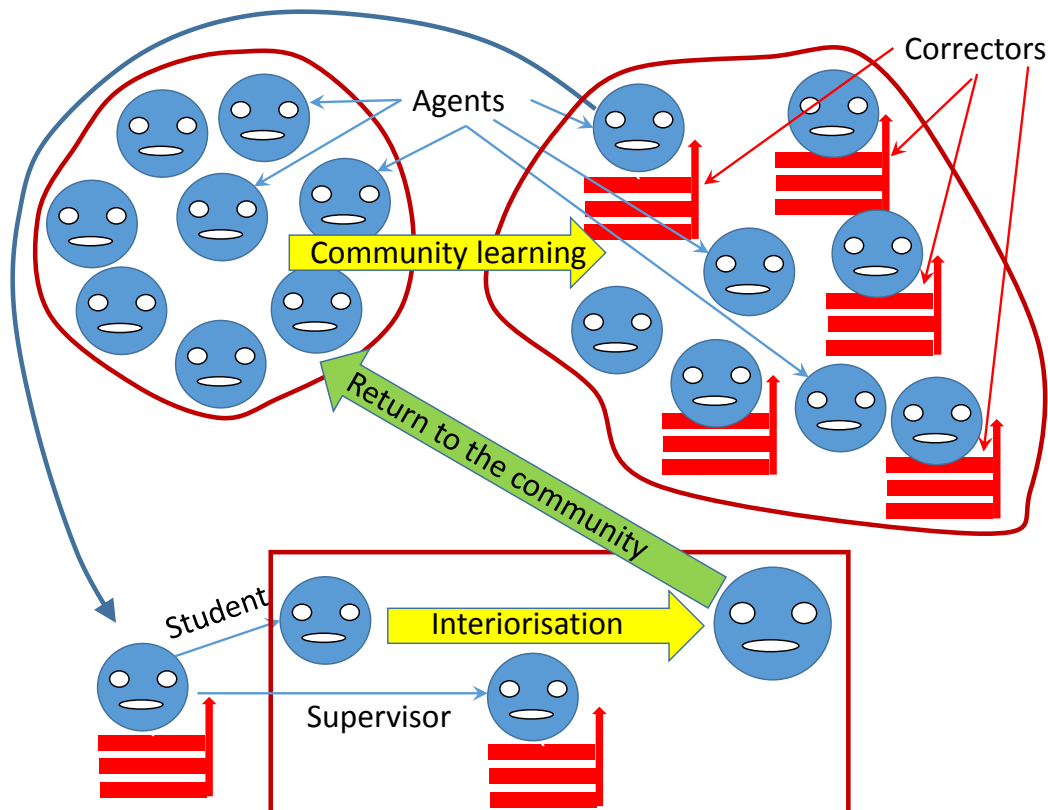 Correctors
Agents
Community learning
Return to the community
Student
Interiorisation
Supervisor